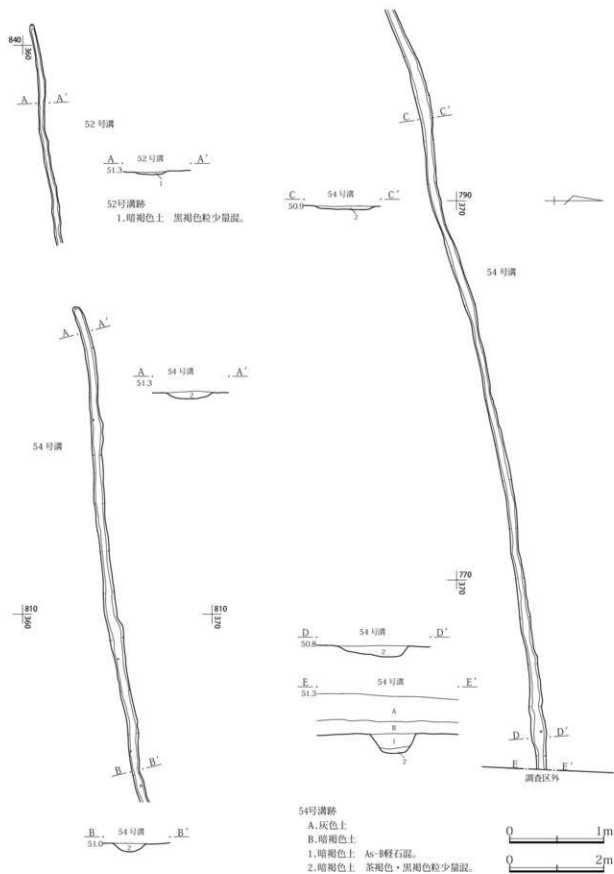 840
360
A A'
52号溝
A 52号溝 A'
51.3
1
52号溝跡
1.暗褐色土 黒褐色粒少量混。
A A'
A 54号溝 A'
51.3
2
54号溝
810
360
810
370
B B'
B 54号溝 B'
51.0
2
C C'
C 54号溝 C'
50.9
2
790
370
54号溝
770
370
D 54号溝 D'
50.8
2
E 54号溝 E'
51.3
A
B
1
2
D D'
E E'
調査区外
54号溝跡
A.灰色土
B.暗褐色土
1.暗褐色土 As-B軽石混。
2.暗褐色土 茶褐色・黒褐色粒少量混。
0 1m
0 2m